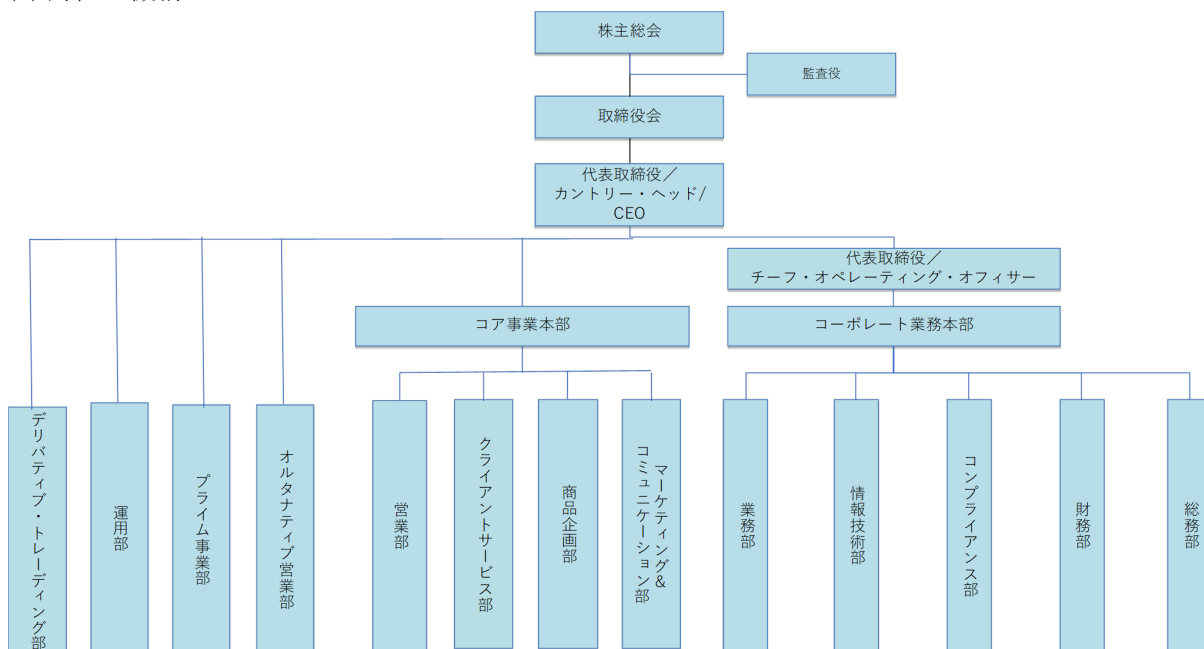 株主総会
監査役
取締役会
代表取締役／
カントリー・ヘッド/
CEO
代表取締役／
チーフ・オペレーティング・オフィサー
コア事業本部
コーポレート業務本部
デリバティブ・トレーディング部
運用部
プライム事業部
オルタナティブ営業部
営業部
クライアントサービス部
商品企画部
マーケティング&
コミュニケーション部
業務部
情報技術部
コンプライアンス部
財務部
総務部